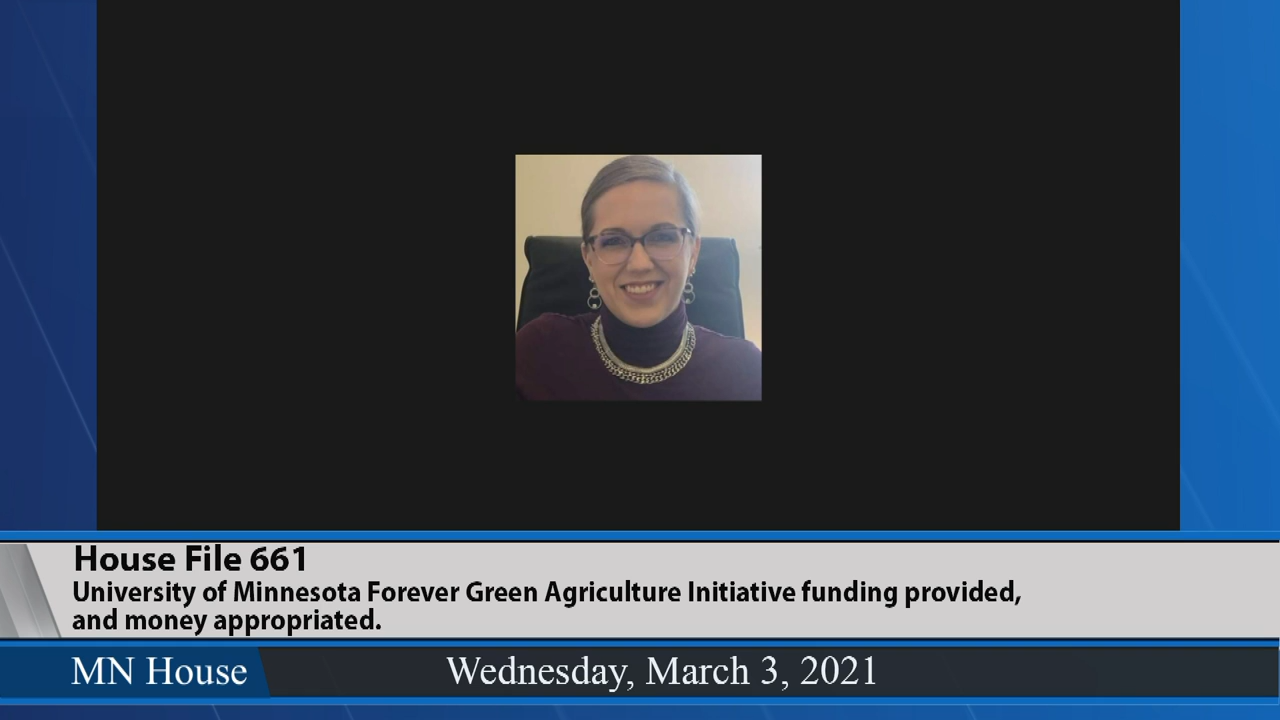 House File 661
University of Minnesota Forever Green Agriculture Initiative funding provided,
and money appropriated.
MN House
Wednesday, March 3, 2021